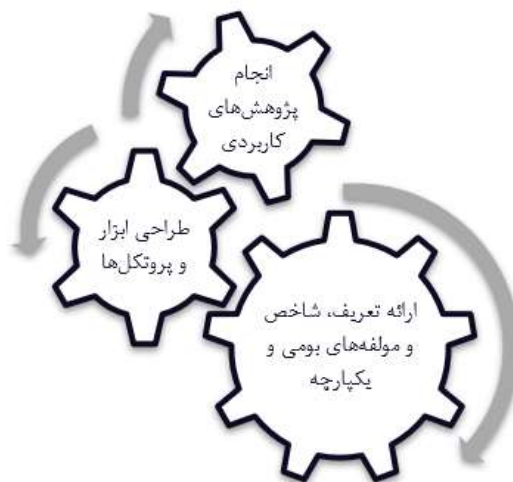 انجام
پژوهش‌های
کاربردی
طراحی ابزار
و پروتکل‌ها
ارائه تعریف، شاخص
و مولفه‌های بومی و
یکپارچه